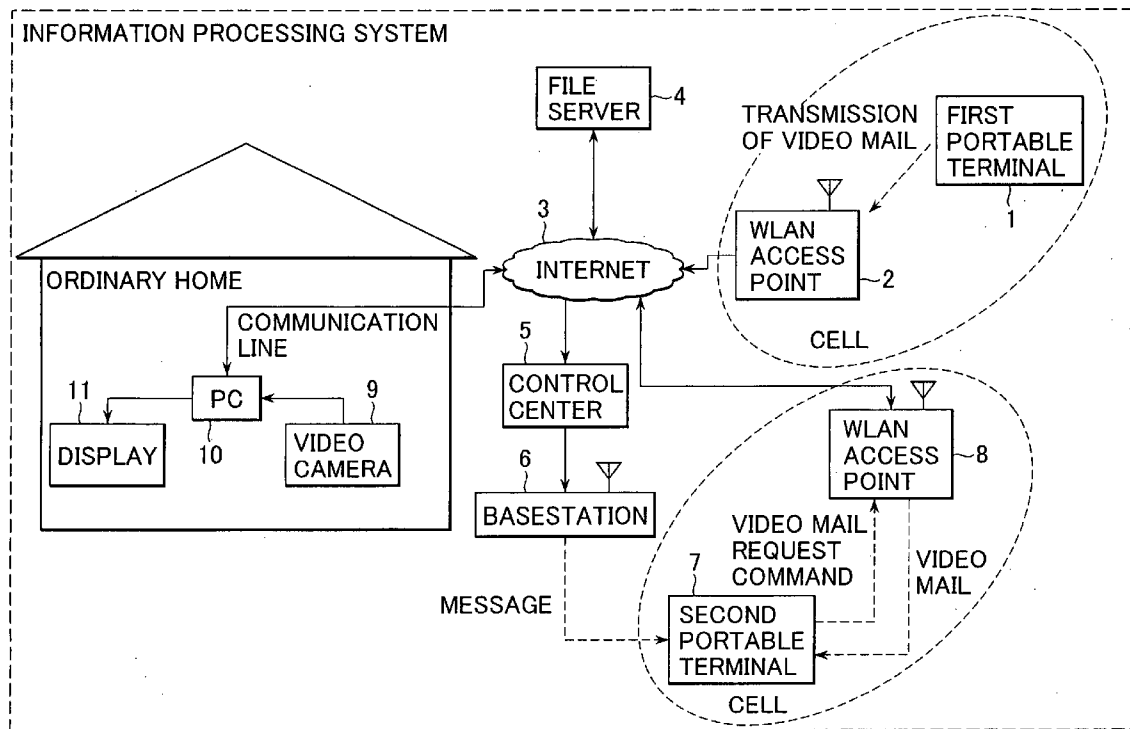 INFORMATION PROCESSING SYSTEM
FILE
SERVER
4
TRANSMISSION
OF VIDEO MAIL
FIRST
PORTABLE
TERMINAL
1
3
INTERNET
WLAN
ACCESS
POINT
2
CELL
ORDINARY HOME
COMMUNICATION
LINE
11
DISPLAY
PC
10
9
VIDEO
CAMERA
5
CONTROL
CENTER
6
BASESTATION
MESSAGE
WLAN
ACCESS
POINT
8
VIDEO MAIL
REQUEST
COMMAND
VIDEO
MAIL
7
SECOND
PORTABLE
TERMINAL
CELL